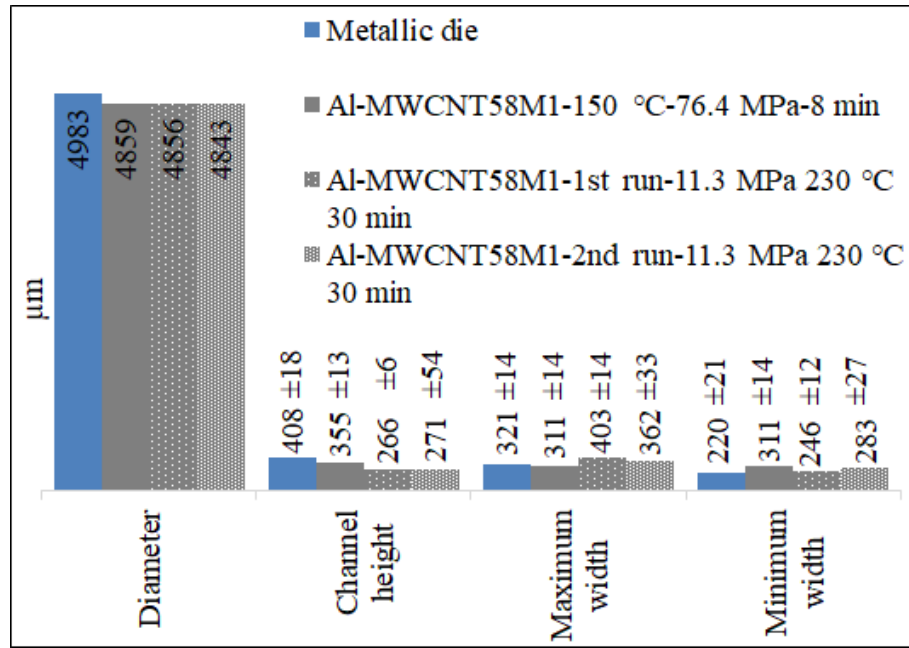 Metallic die
Al-MWCNT58M1-150 °C-76.4 MPa-8 min
Al-MWCNT58M1-1st run-11.3 MPa 230 °C
30 min
Al-MWCNT58M1-2nd run-11.3 MPa 230 °C
30 min
μm
4983
4859
4856
4843
408 ±18
355 ±13
266 ±6
271 ±54
321 ±14
311 ±14
403 ±14
362 ±33
220 ±21
311 ±14
246 ±12
283 ±27
Diameter
Channel
height
Maximum
width
Minimum
width